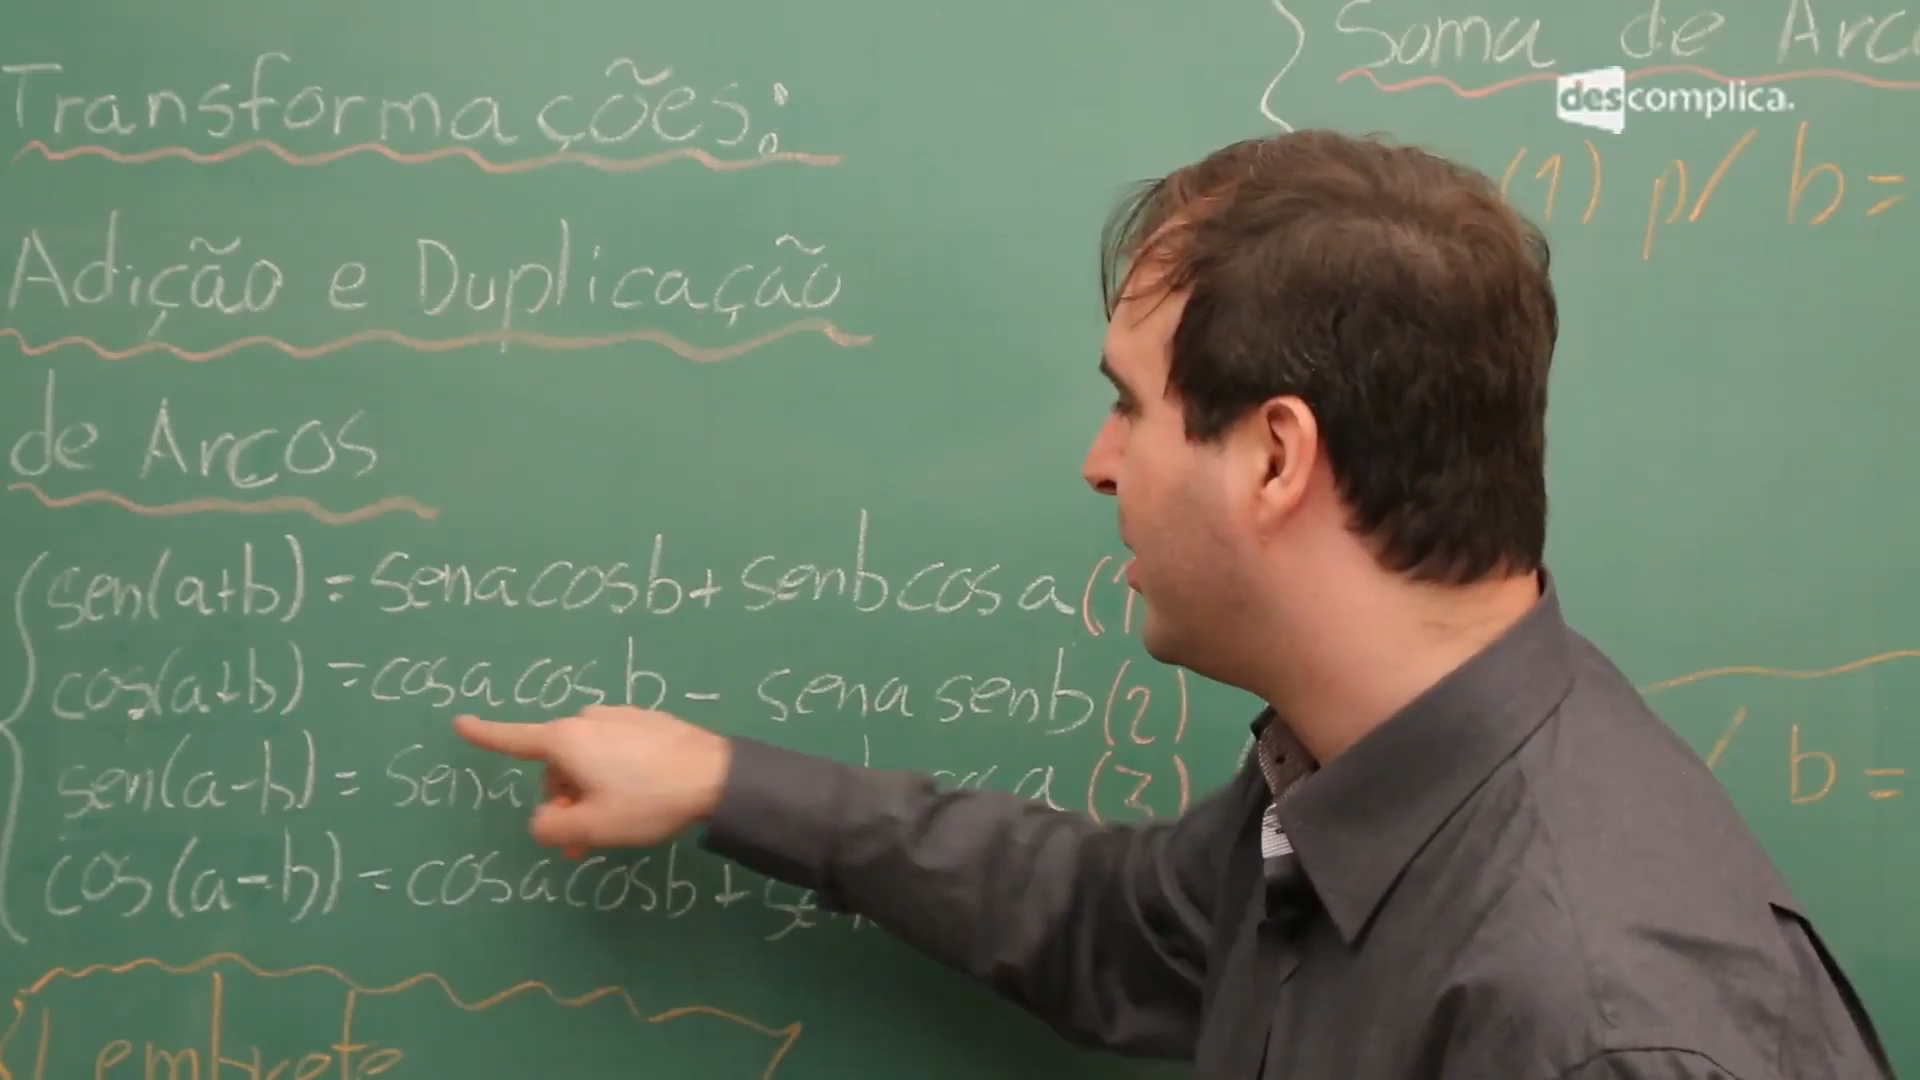 Transformações:
Adição e Duplicação
de Arcos
sen(a+b) = sena cosb + senb cos a (1
cos(a+b) = cosa cosb - sena senb (2)
sen(a-b) = sena a (3)
cos(a-b) = cosa cosb + sen
Lembrete
Soma de Arc
descomplica.
(1) p/ b =
/ b =